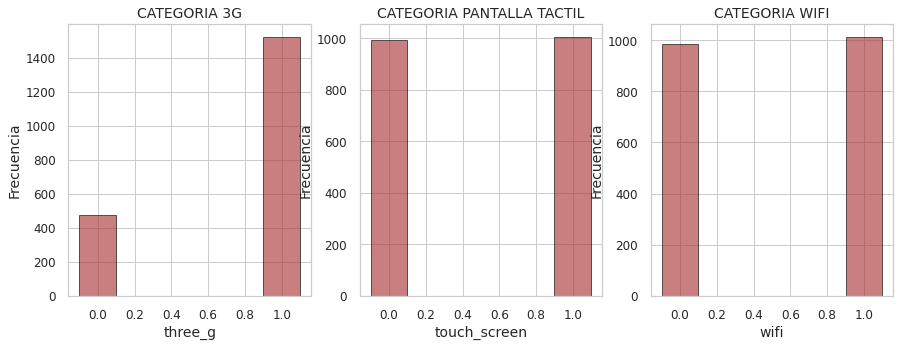 CATEGORIA 3G
1400
1200
1000
800
600
400
200
0
Frecuencia
0.0 0.2 0.4 0.6 0.8 1.0
three_g
CATEGORIA PANTALLA TACTIL
1000
800
600
400
200
0
Frecuencia
0.0 0.2 0.4 0.6 0.8 1.0
touch_screen
CATEGORIA WIFI
1000
800
600
400
200
0
Frecuencia
0.0 0.2 0.4 0.6 0.8 1.0
wifi